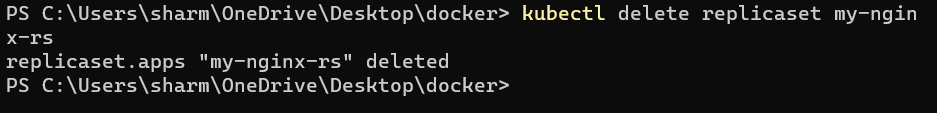 PS C:\Users\sharm\OneDrive\Desktop\docker> kubectl delete replicaset my-ngin
x-rs
replicaset.apps "my-nginx-rs" deleted
PS C:\Users\sharm\OneDrive\Desktop\docker>